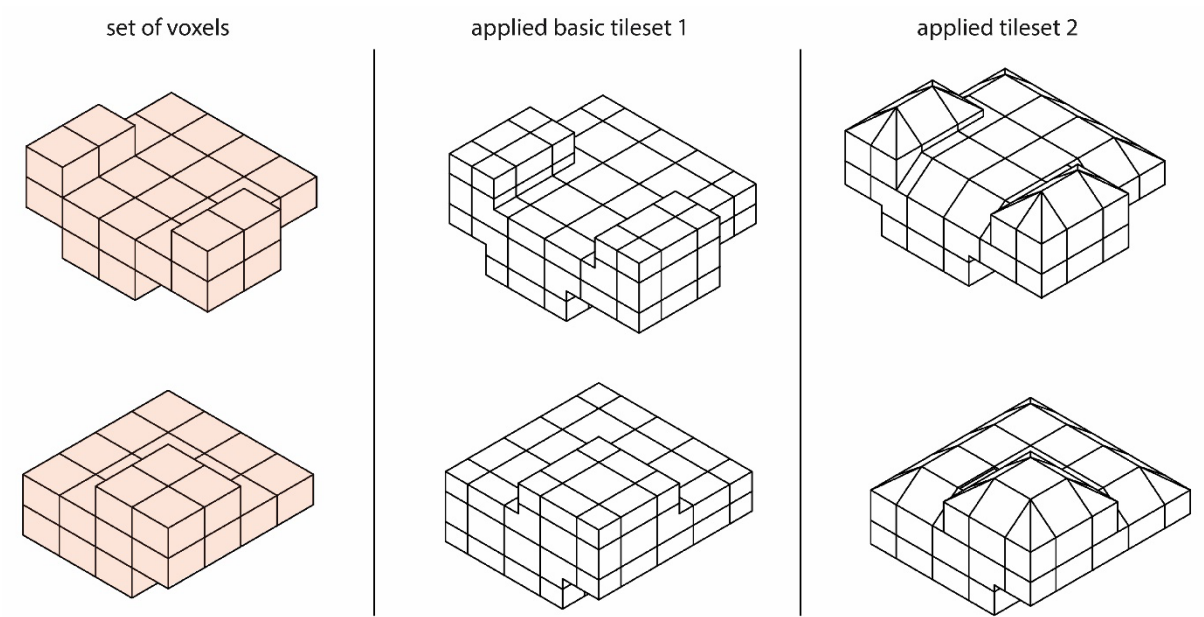 set of voxels
applied basic tileset 1
applied tileset 2